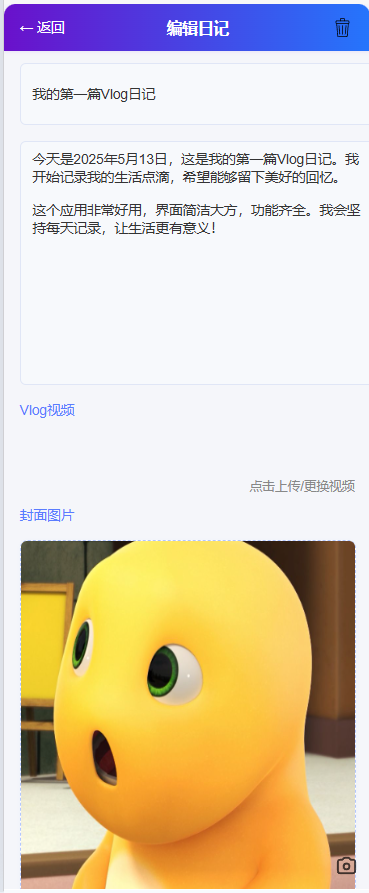 ←返回
编辑日记
我的第一篇Vlog日记
今天是2025年5月13日，这是我的第一篇Vlog日记。我
开始记录我的生活点滴，希望能够留下美好的回忆。
这个应用非常好用，界面简洁大方，功能齐全。我会坚
持每天记录，让生活更有意义！
Vlog视频
点击上传/更换视频
封面图片